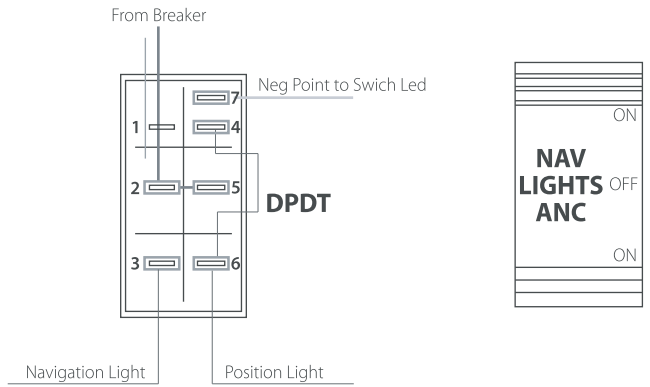 From Breaker
7 Neg Point to Swich Led
1 4
ON
2 5
DPDT
NAV
LIGHTS
ANC
OFF
3 6
ON
Navigation Light
Position Light